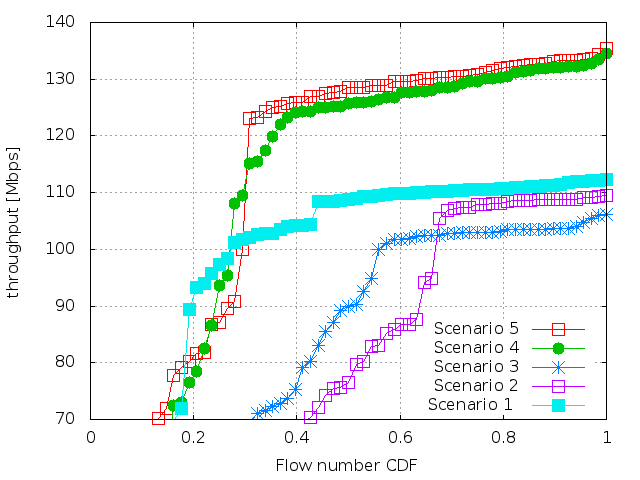 140
130
120
110
100
90
80
70
throughput [Mbps]
Scenario 5
Scenario 4
Scenario 3
Scenario 2
Scenario 1
0
0.2
0.4
0.6
0.8
1
Flow number CDF